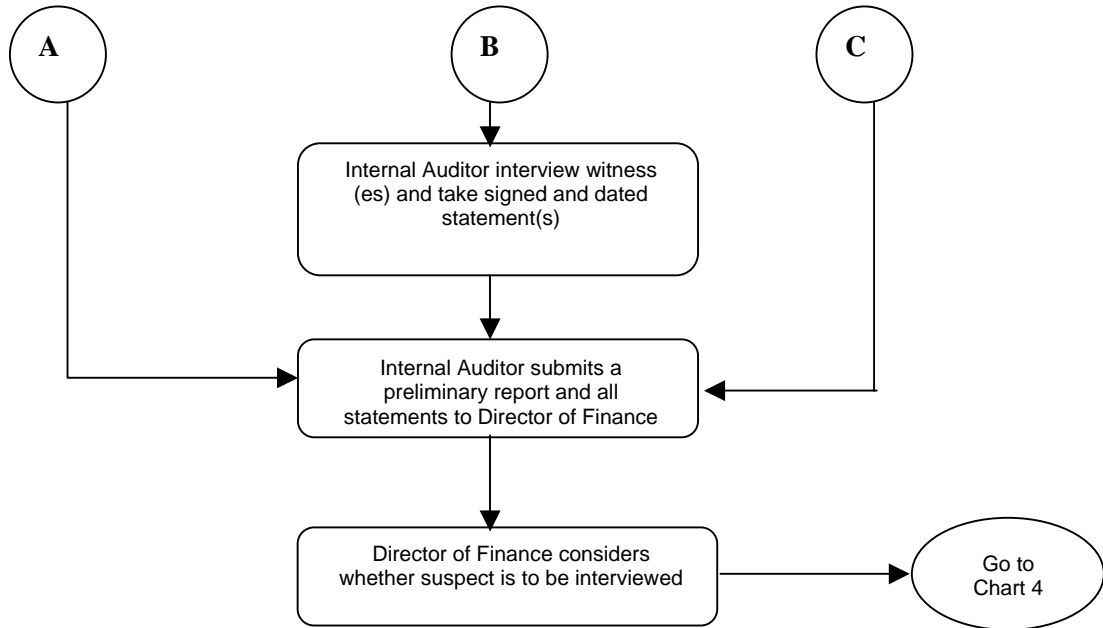 A
B
C
Internal Auditor interview witness
(es) and take signed and dated
statement(s)
Internal Auditor submits a
preliminary report and all
statements to Director of Finance
Director of Finance considers
whether suspect is to be interviewed
Go to
Chart 4